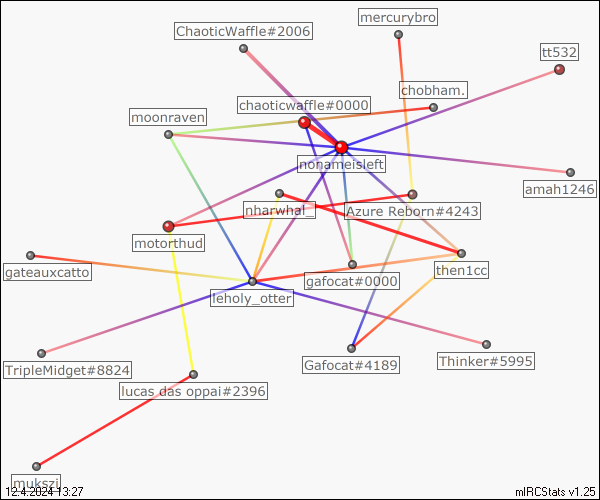 mercurybro
ChaoticWaffle#2006
tt532
chobham.
chaoticwaffle#0000
moonraven
nonameisleft
amah1246
nharwhal_
Azure Reborn#4243
motorthud
gateauxcatto
then1cc
gafocat#0000
leholy_otter
Thinker#5995
Gafocat#4189
TripleMidget#8824
lucas das oppai#2396
mukszi
12.4.2024 13:27
mIRCStats v1.25